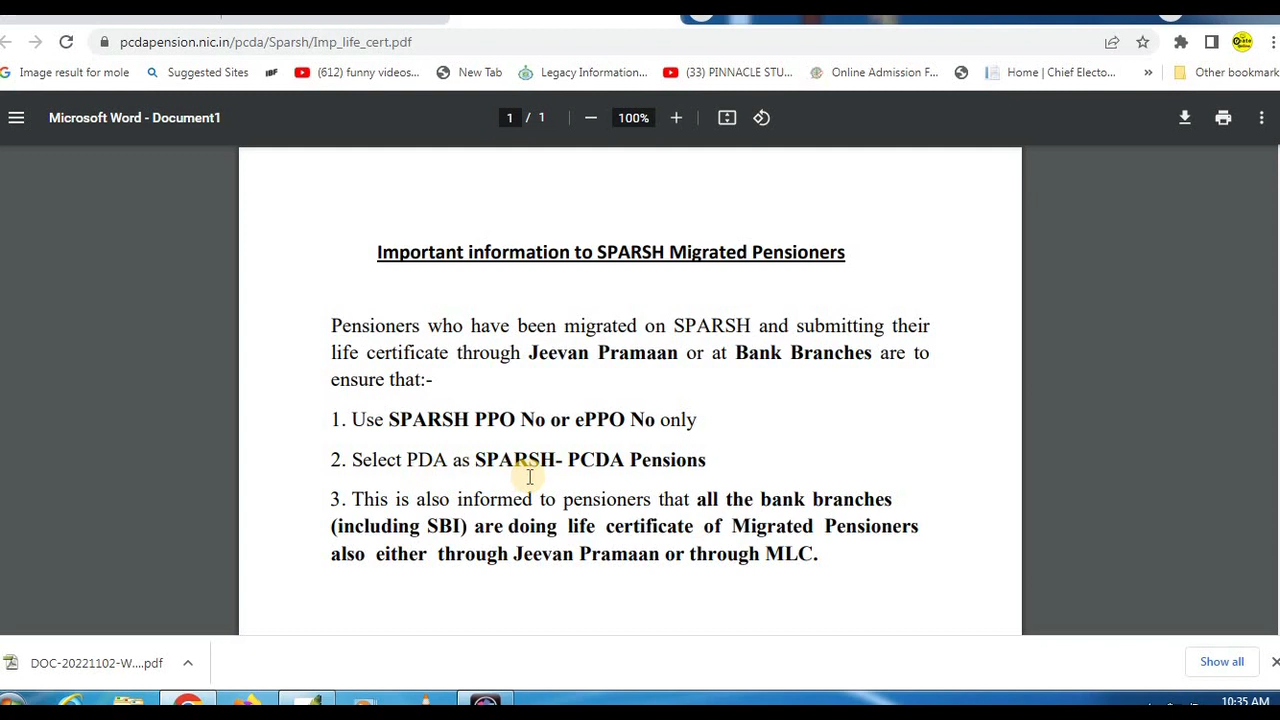 pcdapension.nic.in/pcda/Sparsh/Imp_life_cert.pdf
Image result for mole Suggested Sites (612) funny videos... New Tab Legacy Information... (33) PINNACLE STU... Online Admission F... Home | Chief Electo... » Other bookmark
Microsoft Word - Document1 1 / 1 100%
Important information to SPARSH Migrated Pensioners
Pensioners who have been migrated on SPARSH and submitting their
life certificate through Jeevan Pramaan or at Bank Branches are to
ensure that:-
1. Use SPARSH PPO No or ePPO No only
2. Select PDA as SPARSH- PCDA Pensions
3. This is also informed to pensioners that all the bank branches
(including SBI) are doing life certificate of Migrated Pensioners
also either through Jeevan Pramaan or through MLC.
DOC-20221102-W....pdf Show all
10:35 AM